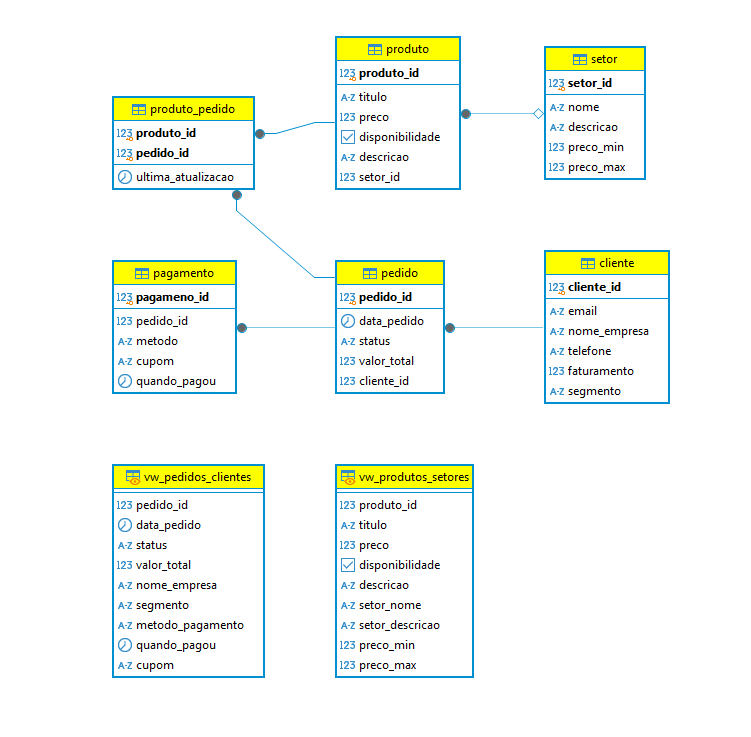 produto
123 produto_id
A-Z titulo
123 preco
disponibilidade
A-Z descricao
123 setor_id
setor
123 setor_id
A-Z nome
A-Z descricao
123 preco_min
123 preco_max
produto_pedido
123 produto_id
123 pedido_id
ultima_atualizacao
pagamento
123 pagameno_id
123 pedido_id
A-Z metodo
A-Z cupom
quando_pagou
pedido
123 pedido_id
data_pedido
A-Z status
123 valor_total
123 cliente_id
cliente
123 cliente_id
A-Z email
A-Z nome_empresa
A-Z telefone
123 faturamento
A-Z segmento
vw_pedidos_clientes
123 pedido_id
data_pedido
A-Z status
123 valor_total
A-Z nome_empresa
A-Z segmento
A-Z metodo_pagamento
quando_pagou
A-Z cupom
vw_produtos_setores
123 produto_id
A-Z titulo
123 preco
disponibilidade
A-Z descricao
A-Z setor_nome
A-Z setor_descricao
123 preco_min
123 preco_max